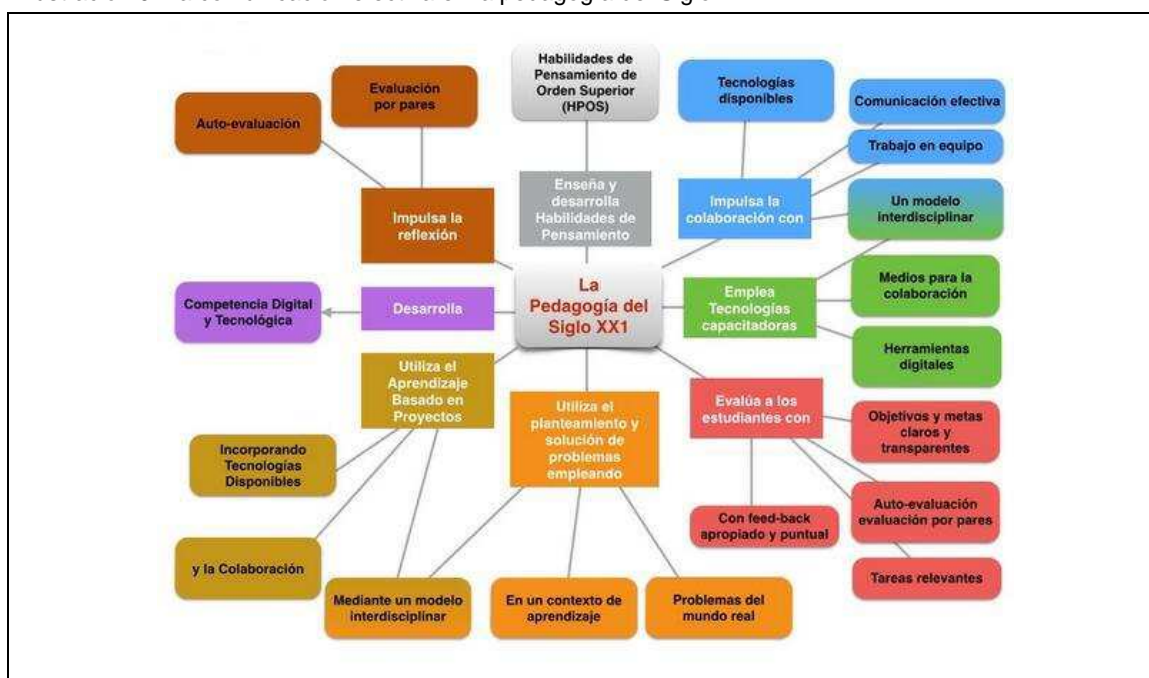 Habilidades de
Pensamiento de
Orden Superior
(HPOS)
Tecnologías
disponibles
Comunicación efectiva
Evaluación
por pares
Auto-evaluación
Trabajo en equipo
Enseña y
desarrolla
Habilidades de
Pensamiento
Impulsa la
reflexión
Impulsa la
colaboración con
Un modelo
interdisciplinar
La
Pedagogía del
Siglo XX1
Medios para la
colaboración
Emplea
Tecnologías
capacitadoras
Competencia Digital
y Tecnológica
Desarrolla
Herramientas
digitales
Utiliza el
Aprendizaje
Basado en
Proyectos
Utiliza el
planteamiento y
solución de
problemas
empleando
Evalúa a los
estudiantes con
Objetivos y metas
claros y
transparentes
Incorporando
Tecnologías
Disponibles
Con feed-back
apropiado y puntual
Auto-evaluación
evaluación por pares
y la Colaboración
Tareas relevantes
Mediante un modelo
interdisciplinar
En un contexto de
aprendizaje
Problemas del
mundo real